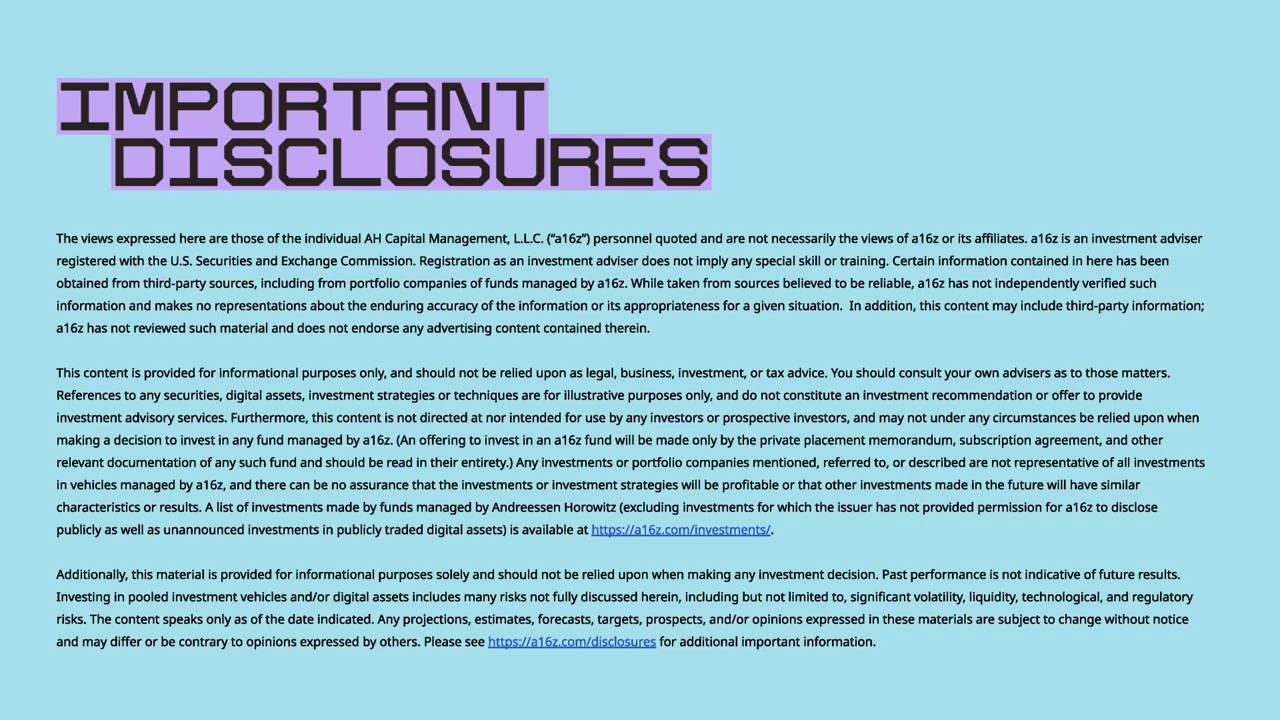 IMPORTANT
DISCLOSURES
The views expressed here are those of the individual AH Capital Management, L.L.C. (“a16z”) personnel quoted and are not necessarily the views of a16z or its affiliates. a16z is an investment adviser
registered with the U.S. Securities and Exchange Commission. Registration as an investment adviser does not imply any special skill or training. Certain information contained in here has been
obtained from third-party sources, including from portfolio companies of funds managed by a16z. While taken from sources believed to be reliable, a16z has not independently verified such
information and makes no representations about the enduring accuracy of the information or its appropriateness for a given situation.  In addition, this content may include third-party information;
a16z has not reviewed such material and does not endorse any advertising content contained therein.
This content is provided for informational purposes only, and should not be relied upon as legal, business, investment, or tax advice. You should consult your own advisers as to those matters.
References to any securities, digital assets, investment strategies or techniques are for illustrative purposes only, and do not constitute an investment recommendation or offer to provide
investment advisory services. Furthermore, this content is not directed at nor intended for use by any investors or prospective investors, and may not under any circumstances be relied upon when
making a decision to invest in any fund managed by a16z. (An offering to invest in an a16z fund will be made only by the private placement memorandum, subscription agreement, and other
relevant documentation of any such fund and should be read in their entirety.) Any investments or portfolio companies mentioned, referred to, or described are not representative of all investments
in vehicles managed by a16z, and there can be no assurance that the investments or investment strategies will be profitable or that other investments made in the future will have similar
characteristics or results. A list of investments made by funds managed by Andreessen Horowitz (excluding investments for which the issuer has not provided permission for a16z to disclose
publicly as well as unannounced investments in publicly traded digital assets) is available at https://a16z.com/investments/.
Additionally, this material is provided for informational purposes solely and should not be relied upon when making any investment decision. Past performance is not indicative of future results.
Investing in pooled investment vehicles and/or digital assets includes many risks not fully discussed herein, including but not limited to, significant volatility, liquidity, technological, and regulatory
risks. The content speaks only as of the date indicated. Any projections, estimates, forecasts, targets, prospects, and/or opinions expressed in these materials are subject to change without notice
and may differ or be contrary to opinions expressed by others. Please see https://a16z.com/disclosures for additional important information.